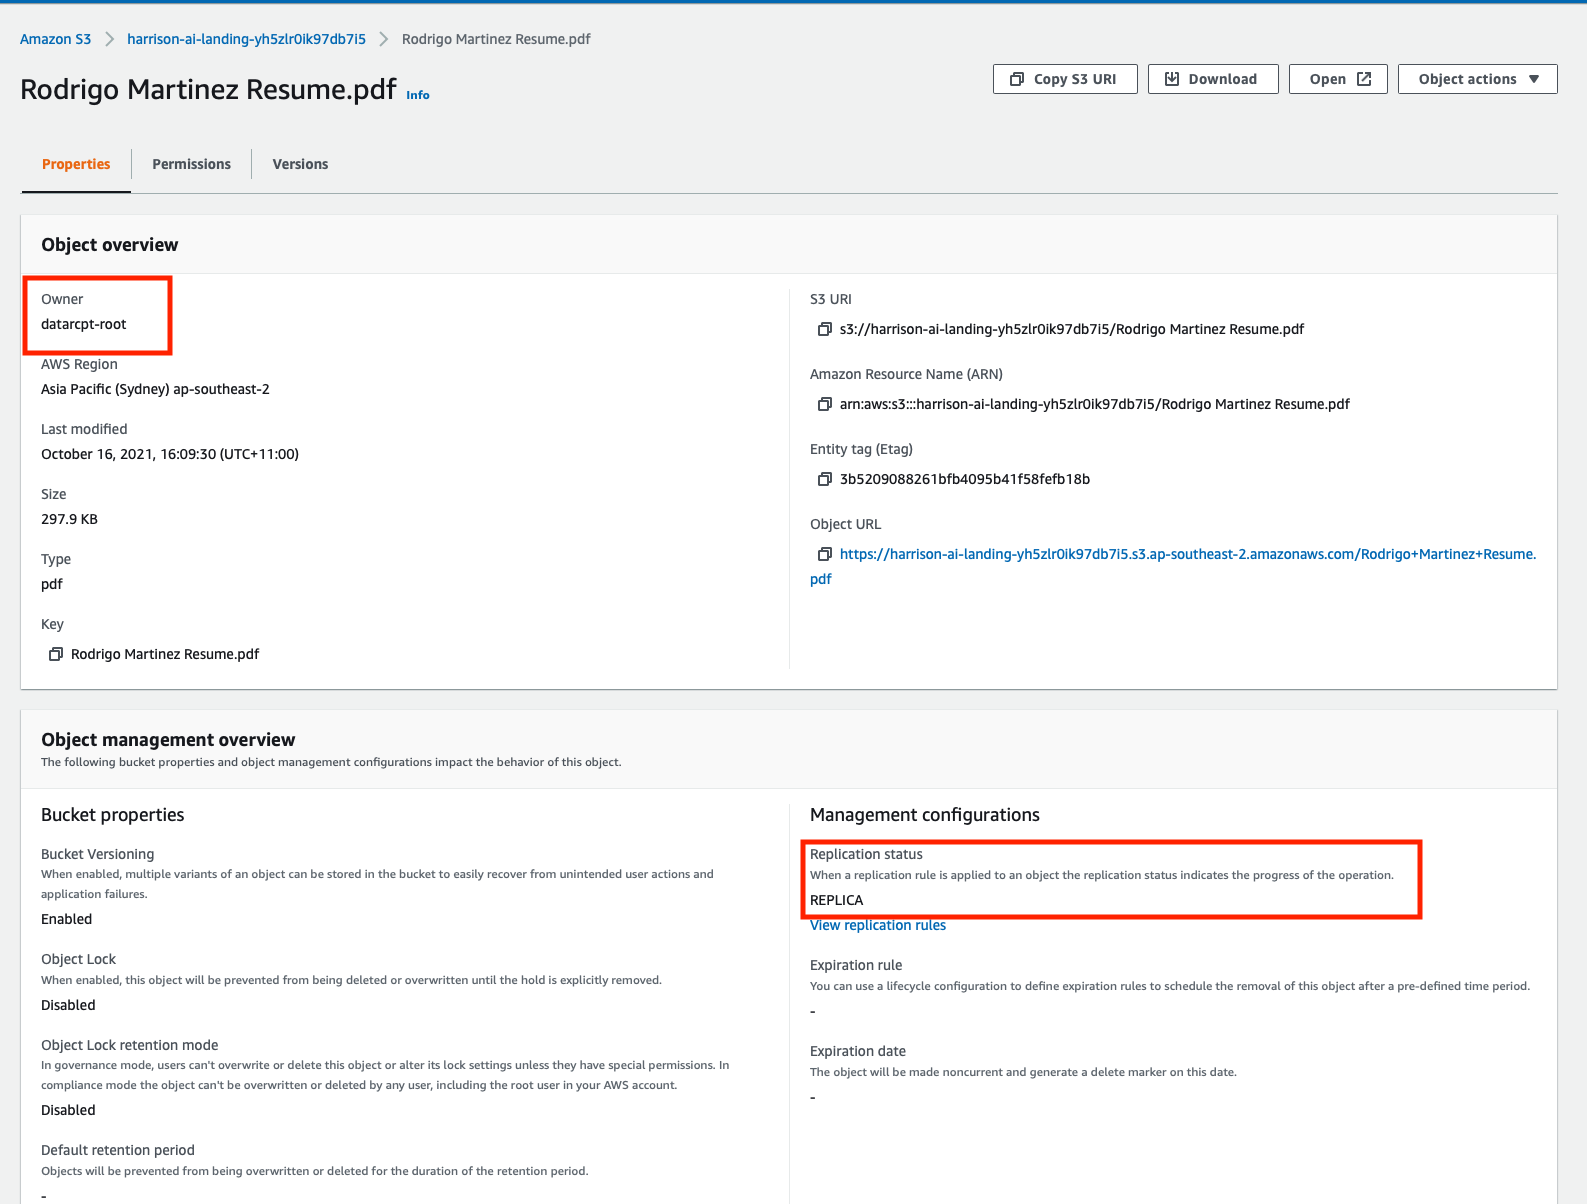 Amazon S3 harrison-ai-landing-yh5zlr0ik97db7i5 Rodrigo Martinez Resume.pdf
Rodrigo Martinez Resume.pdf Info
Copy S3 URI Download Open Object actions
Properties Permissions Versions
Object overview
Owner
datarcpt-root
AWS Region
Asia Pacific (Sydney) ap-southeast-2
Last modified
October 16, 2021, 16:09:30 (UTC+11:00)
Size
297.9 KB
Type
pdf
Key
Rodrigo Martinez Resume.pdf
S3 URI
s3://harrison-ai-landing-yh5zlr0ik97db7i5/Rodrigo Martinez Resume.pdf
Amazon Resource Name (ARN)
arn:aws:s3:::harrison-ai-landing-yh5zlr0ik97db7i5/Rodrigo Martinez Resume.pdf
Entity tag (Etag)
3b5209088261bfb4095b41f58fefb18b
Object URL
https://harrison-ai-landing-yh5zlr0ik97db7i5.s3.ap-southeast-2.amazonaws.com/Rodrigo+Martinez+Resume.
pdf
Object management overview
The following bucket properties and object management configurations impact the behavior of this object.
Bucket properties
Bucket Versioning
When enabled, multiple variants of an object can be stored in the bucket to easily recover from unintended user actions and
application failures.
Enabled
Object Lock
When enabled, this object will be prevented from being deleted or overwritten until the hold is explicitly removed.
Disabled
Object Lock retention mode
In governance mode, users can't overwrite or delete this object or alter its lock settings unless they have special permissions. In
compliance mode the object can't be overwritten or deleted by any user, including the root user in your AWS account.
Disabled
Default retention period
Objects will be prevented from being overwritten or deleted for the duration of the retention period.
-
Management configurations
Replication status
When a replication rule is applied to an object the replication status indicates the progress of the operation.
REPLICA
View replication rules
Expiration rule
You can use a lifecycle configuration to define expiration rules to schedule the removal of this object after a pre-defined time period.
-
Expiration date
The object will be made noncurrent and generate a delete marker on this date.
-